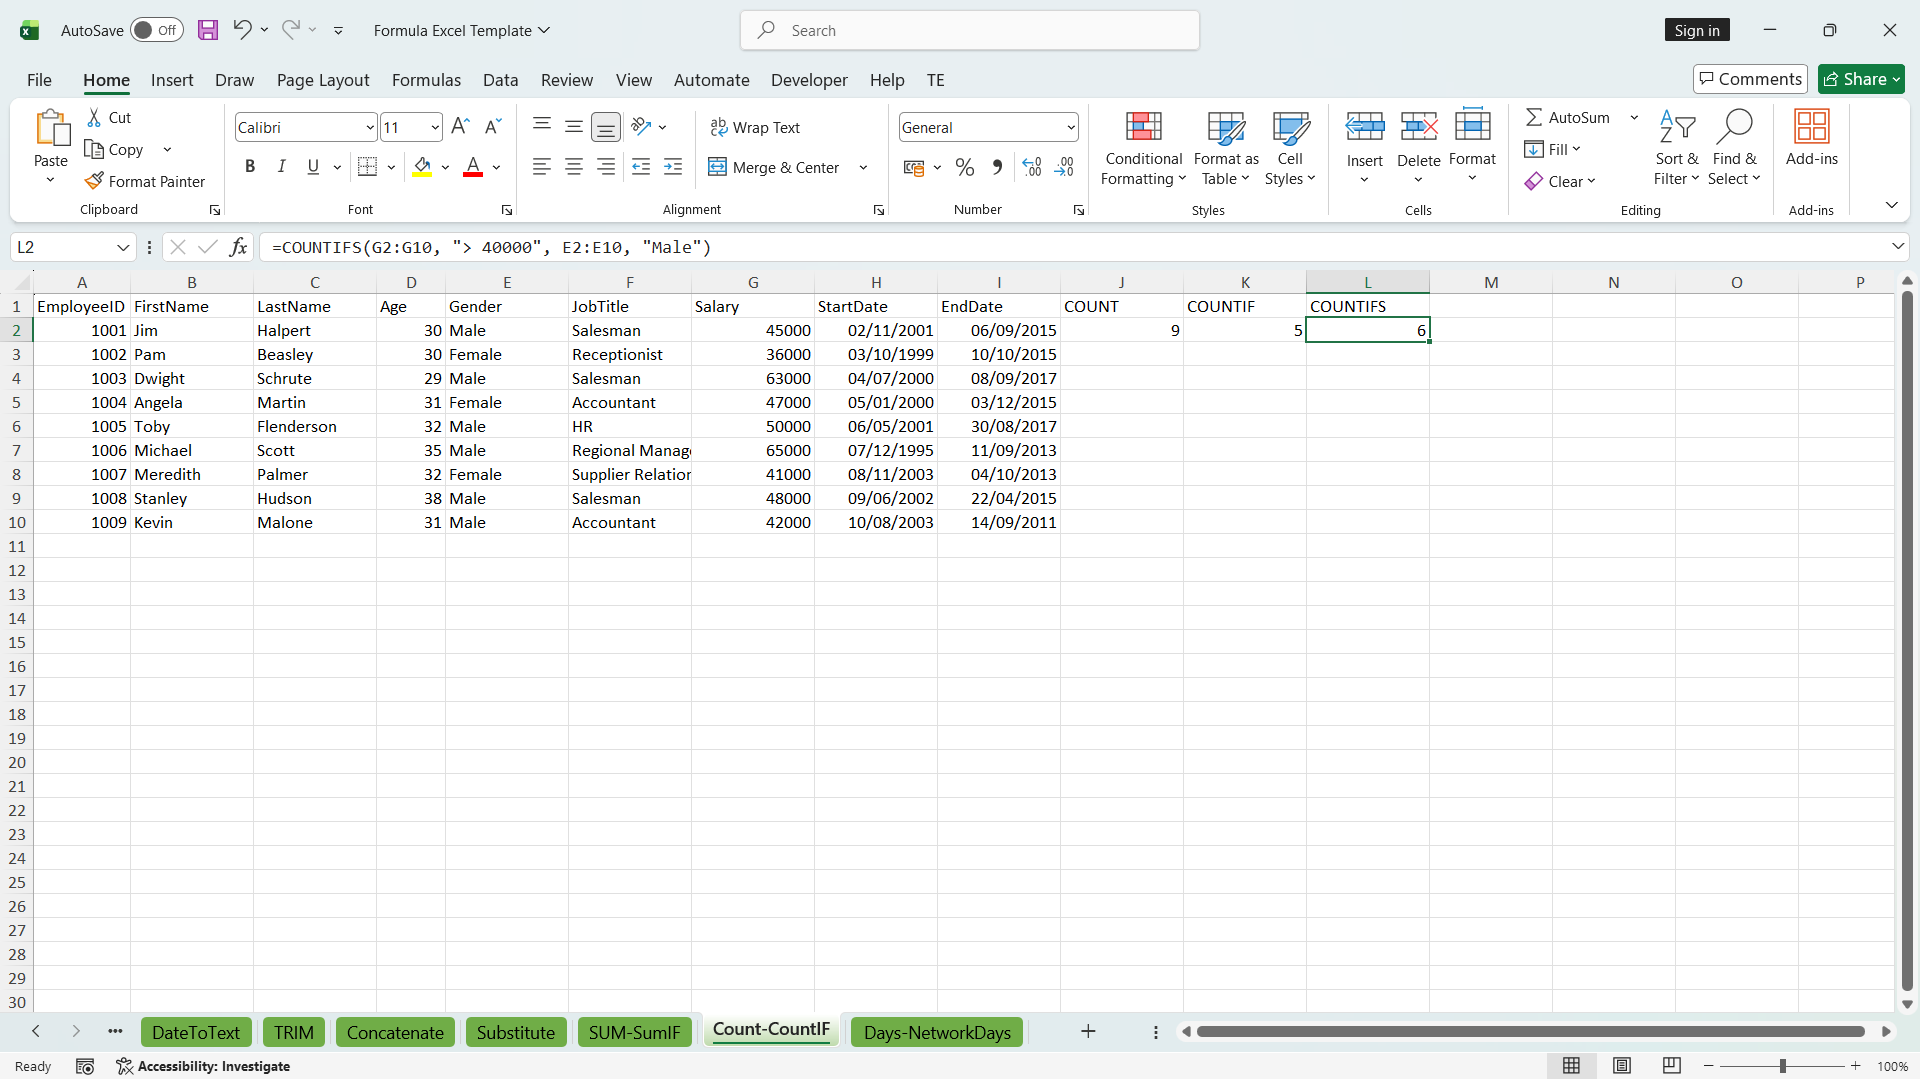 AutoSave Off Formula Excel Template Search Sign in
File Home Insert Draw Page Layout Formulas Data Review View Automate Developer Help TE Comments Share
Paste Cut Copy Format Painter Clipboard
Calibri 11 B I U Font
Wrap Text Merge & Center Alignment
General Number
Conditional Formatting Format as Table Cell Styles Styles
Insert Delete Format Cells
AutoSum Fill Clear Sort & Filter Find & Select Editing
Add-ins Add-ins
L2 fx =COUNTIFS(G2:G10, "> 40000", E2:E10, "Male")
A B C D E F G H I J K L M N O P
1 EmployeeID FirstName LastName Age Gender JobTitle Salary StartDate EndDate COUNT COUNTIF COUNTIFS
2 1001 Jim Halpert 30 Male Salesman 45000 02/11/2001 06/09/2015 9 5 6
3 1002 Pam Beasley 30 Female Receptionist 36000 03/10/1999 10/10/2015
4 1003 Dwight Schrute 29 Male Salesman 63000 04/07/2000 08/09/2017
5 1004 Angela Martin 31 Female Accountant 47000 05/01/2000 03/12/2015
6 1005 Toby Flenderson 32 Male HR 50000 06/05/2001 30/08/2017
7 1006 Michael Scott 35 Male Regional Manag 65000 07/12/1995 11/09/2013
8 1007 Meredith Palmer 32 Female Supplier Relation 41000 08/11/2003 04/10/2013
9 1008 Stanley Hudson 38 Male Salesman 48000 09/06/2002 22/04/2015
10 1009 Kevin Malone 31 Male Accountant 42000 10/08/2003 14/09/2011
11
12
13
14
15
16
17
18
19
20
21
22
23
24
25
26
27
28
29
30
DateToText TRIM Concatenate Substitute SUM-SumIF Count-CountIF Days-NetworkDays
Ready Accessibility: Investigate 100%